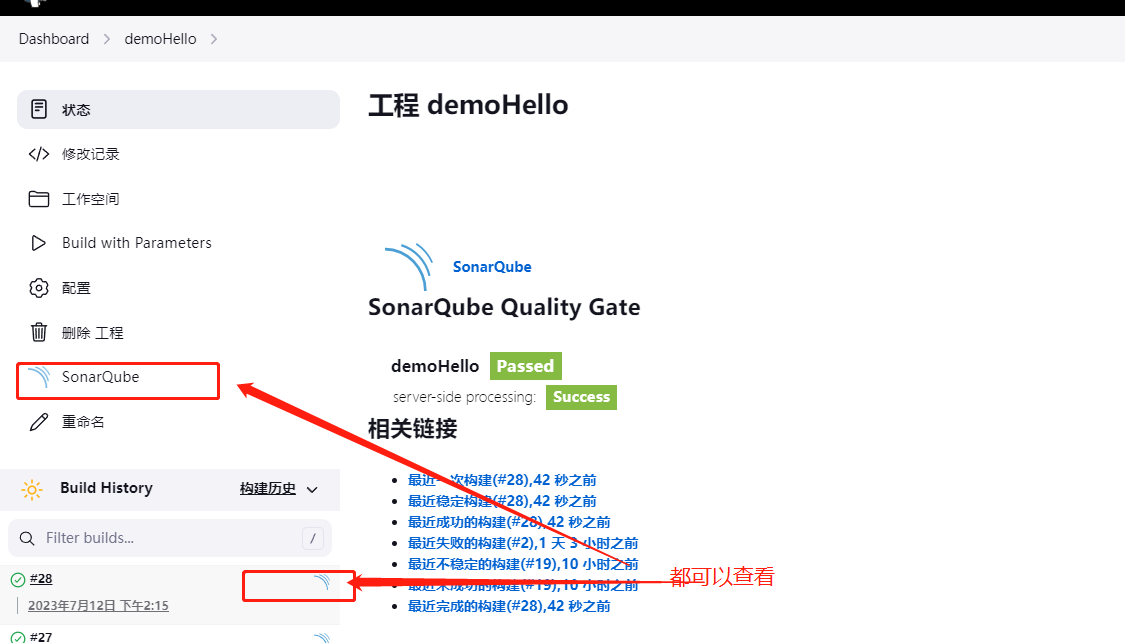 Dashboard
demoHello
状态
修改记录
工作空间
Build with Parameters
配置
删除 工程
SonarQube
重命名
Build History
构建历史
Filter builds...
/
#28
2023年7月12日 下午2:15
#27
工程 demoHello
SonarQube
SonarQube Quality Gate
demoHello Passed
server-side processing: Success
相关链接
最近一次构建(#28),42 秒之前
最近稳定构建(#28),42 秒之前
最近成功的构建(#28),42 秒之前
最近失败的构建(#2),1 天 3 小时之前
最近不稳定的构建(#19),10 小时之前
最近未成功的构建(#19),10 小时之前
最近完成的构建(#28),42 秒之前
都可以查看